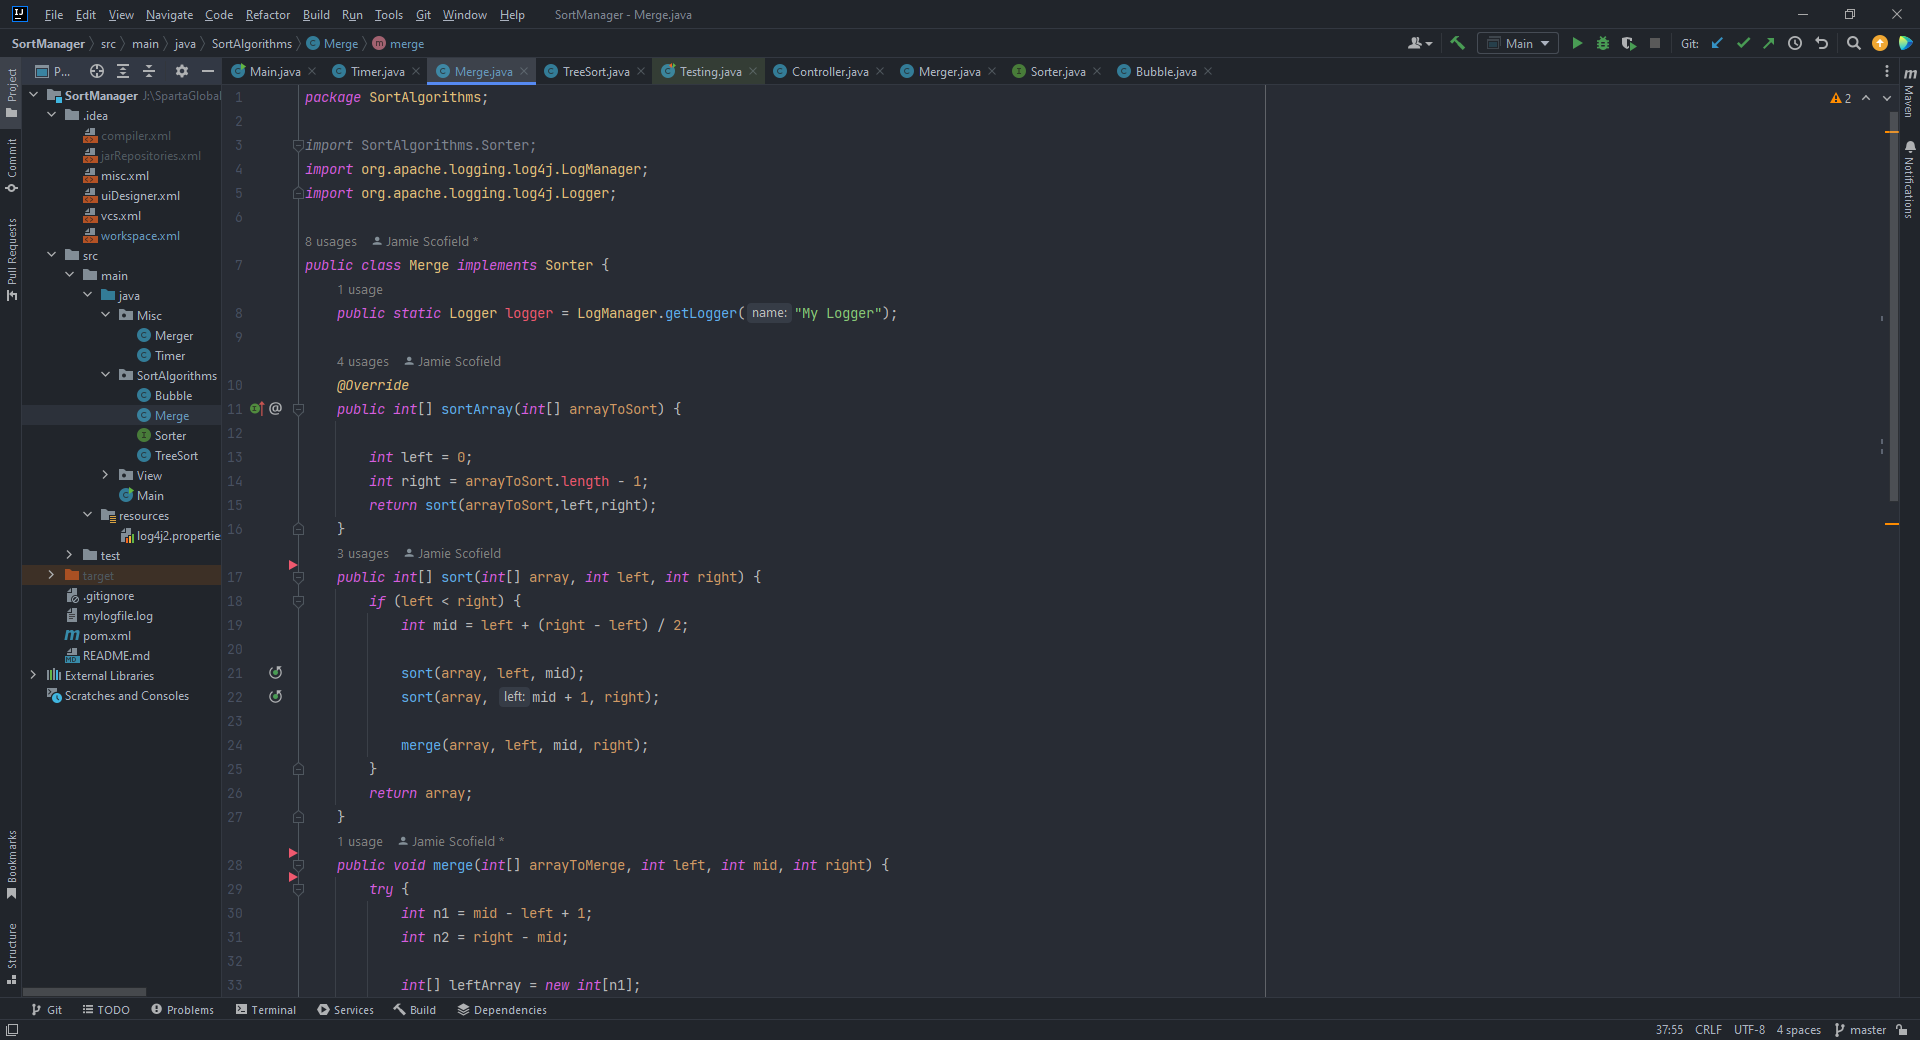 File Edit View Navigate Code Refactor Build Run Tools Git Window Help SortManager - Merge.java
SortManager src main java SortAlgorithms Merge merge Main Git:
P... Main.java Timer.java Merge.java TreeSort.java Testing.java Controller.java Merger.java Sorter.java Bubble.java
Project
Commit
Pull Requests
Bookmarks
Structure
SortManager J:\SpartaGlobal
.idea
compiler.xml
jarRepositories.xml
misc.xml
uiDesigner.xml
vcs.xml
workspace.xml
src
main
java
Misc
Merger
Timer
SortAlgorithms
Bubble
Merge
Sorter
TreeSort
View
Main
resources
log4j2.propertie
test
target
.gitignore
mylogfile.log
pom.xml
README.md
External Libraries
Scratches and Consoles
1 package SortAlgorithms;
2
3 import SortAlgorithms.Sorter;
4 import org.apache.logging.log4j.LogManager;
5 import org.apache.logging.log4j.Logger;
6
8 usages Jamie Scofield *
7 public class Merge implements Sorter {
1 usage
8 public static Logger logger = LogManager.getLogger( name: "My Logger");
9
4 usages Jamie Scofield
10 @Override
11 public int[] sortArray(int[] arrayToSort) {
12
13 int left = 0;
14 int right = arrayToSort.length - 1;
15 return sort(arrayToSort,left,right);
16 }
3 usages Jamie Scofield
17 public int[] sort(int[] array, int left, int right) {
18 if (left < right) {
19 int mid = left + (right - left) / 2;
20
21 sort(array, left, mid);
22 sort(array, left: mid + 1, right);
23
24 merge(array, left, mid, right);
25 }
26 return array;
27 }
1 usage Jamie Scofield *
28 public void merge(int[] arrayToMerge, int left, int mid, int right) {
29 try {
30 int n1 = mid - left + 1;
31 int n2 = right - mid;
32
33 int[] leftArray = new int[n1];
2
m Maven
Notifications
Git TODO Problems Terminal Services Build Dependencies
37:55 CRLF UTF-8 4 spaces master